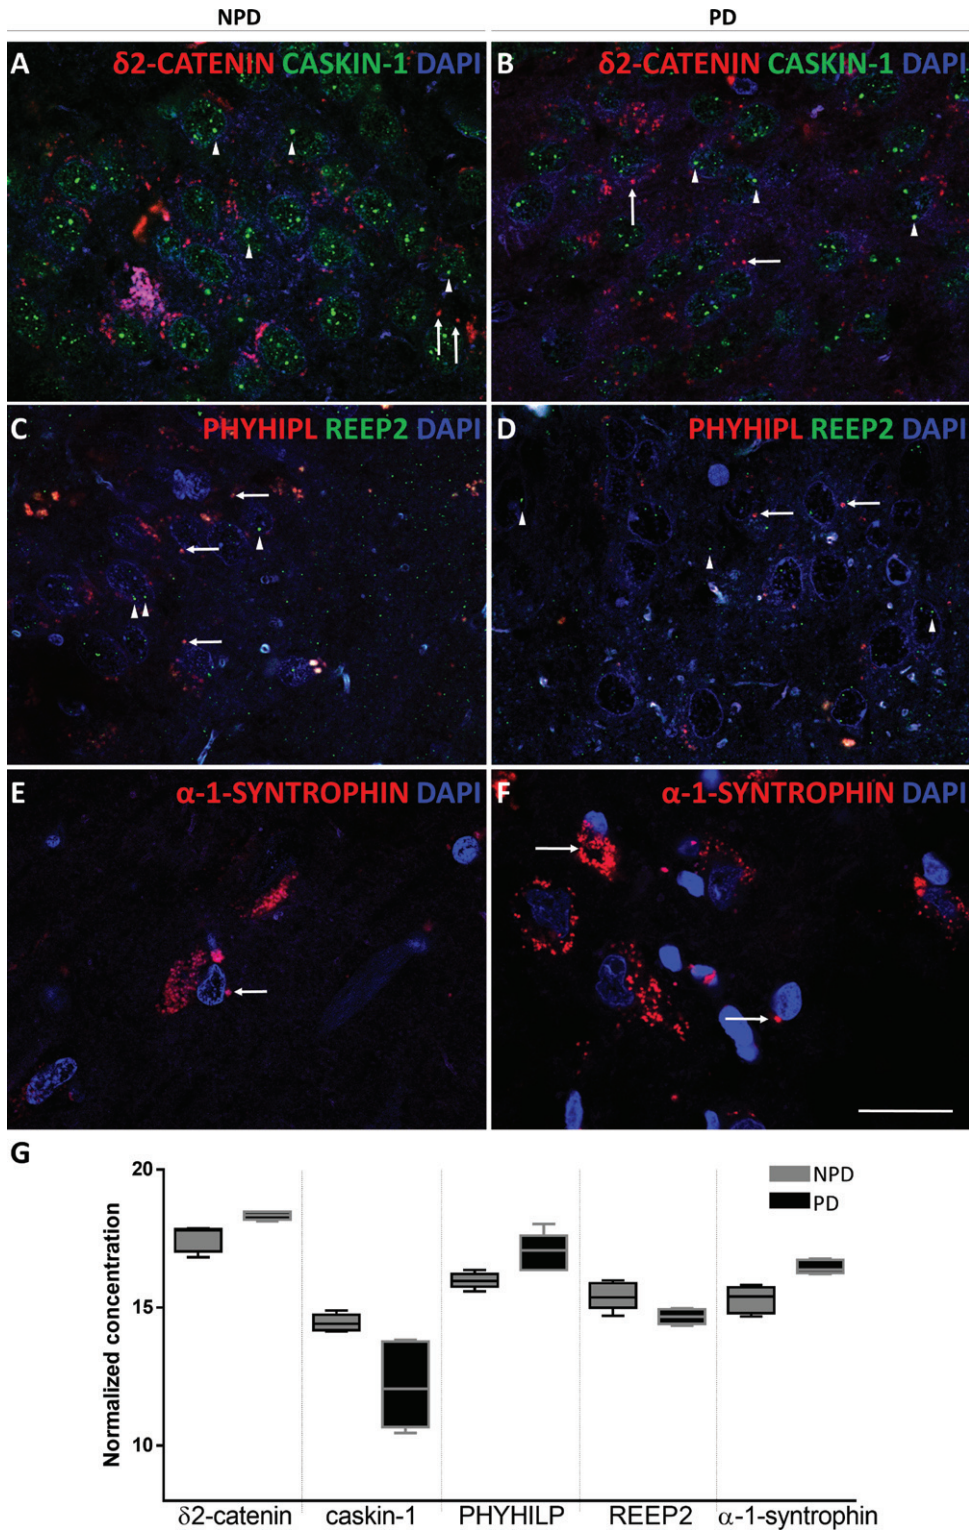 NPD PD
A δ2-CATENIN CASKIN-1 DAPI
B δ2-CATENIN CASKIN-1 DAPI
C PHYHIPL REEP2 DAPI
D PHYHIPL REEP2 DAPI
E α-1-SYNTROPHIN DAPI
F α-1-SYNTROPHIN DAPI
G
Normalized concentration
20
15
10
NPD
PD
δ2-catenin caskin-1 PHYHILP REEP2 α-1-syntrophin